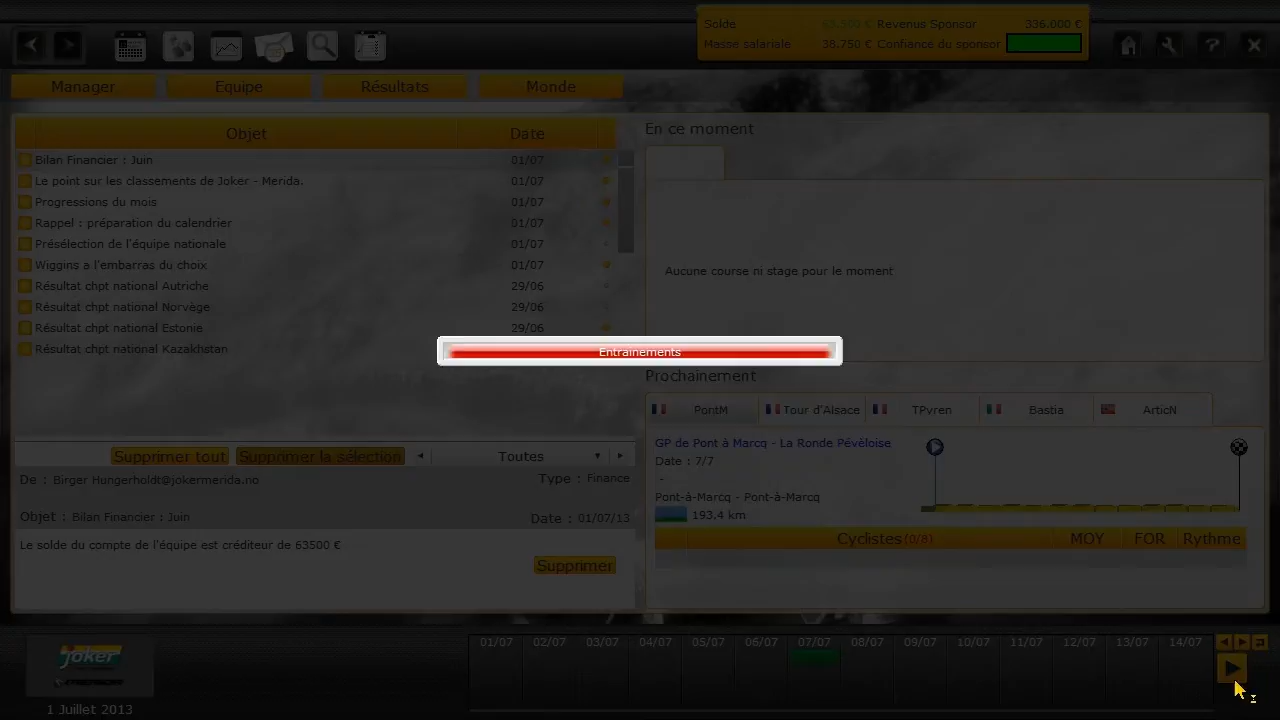 Solde 63.500 € Revenus Sponsor 336.000 €
Masse salariale 38.750 € Confiance du sponsor
Manager Equipe Résultats Monde
Objet Date
Bilan Financier : Juin 01/07
Le point sur les classements de Joker - Merida. 01/07
Progressions du mois 01/07
Rappel : préparation du calendrier 01/07
Présélection de l'équipe nationale 01/07
Wiggins a l'embarras du choix 01/07
Résultat chpt national Autriche 29/06
Résultat chpt national Norvège 29/06
Résultat chpt national Estonie 29/06
Résultat chpt national Kazakhstan
En ce moment
Aucune course ni stage pour le moment
Entraînements
Prochainement
PontM Tour d'Alsace TPyren Bastia ArticN
GP de Pont à Marcq - La Ronde Pévèloise
Date : 7/7
-
Pont-à-Marcq - Pont-à-Marcq
193.4 km
Cyclistes (0/8) MOY FOR Rythme
Supprimer tout Supprimer la sélection Toutes
De : Birger Hungerholdt@jokermerida.no Type : Finance
Objet : Bilan Financier : Juin Date : 01/07/13
Le solde du compte de l'équipe est créditeur de 63500 €
Supprimer
01/07 02/07 03/07 04/07 05/07 06/07 07/07 08/07 09/07 10/07 11/07 12/07 13/07 14/07
joker
1 Juillet 2013